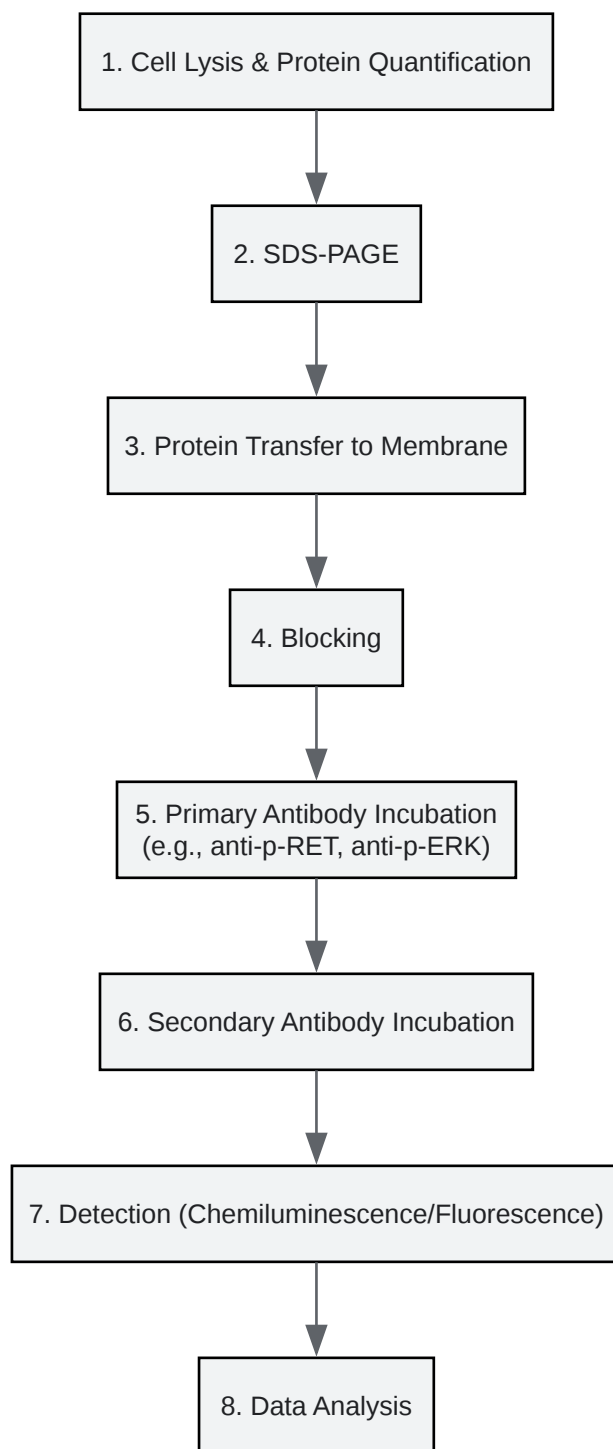 1. Cell Lysis & Protein Quantification
2. SDS-PAGE
3. Protein Transfer to Membrane
4. Blocking
5. Primary Antibody Incubation
(e.g., anti-p-RET, anti-p-ERK)
6. Secondary Antibody Incubation
7. Detection (Chemiluminescence/Fluorescence)
8. Data Analysis